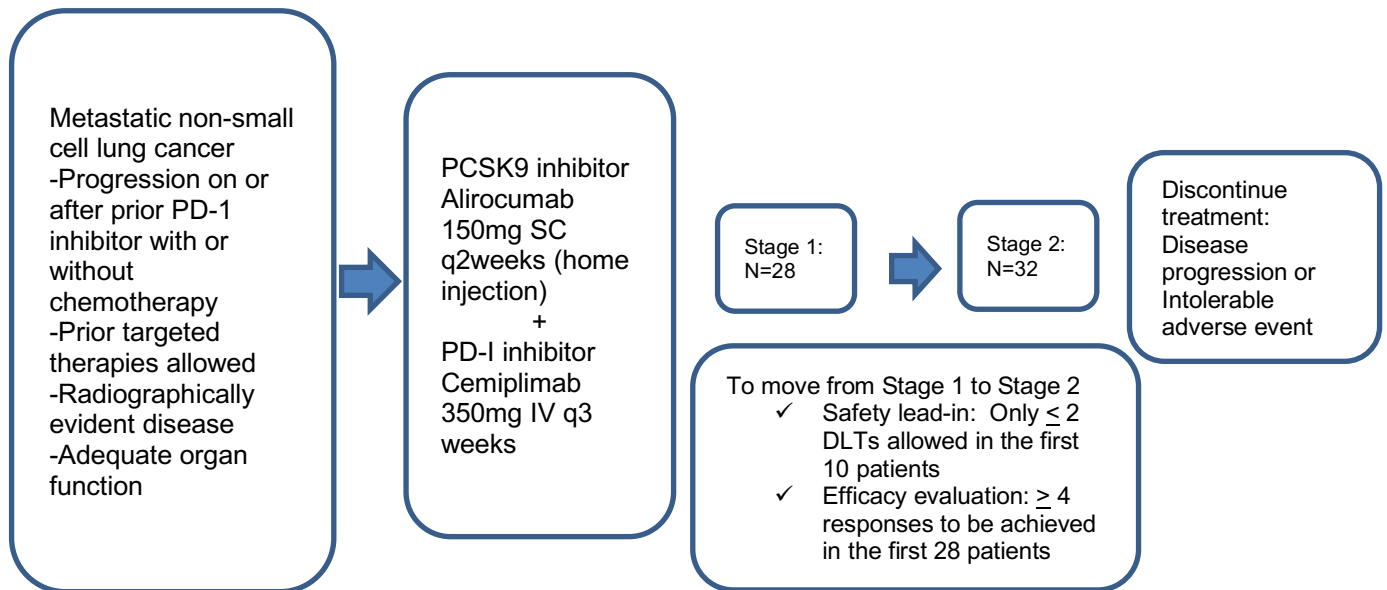 Metastatic non-small
cell lung cancer
-Progression on or
after prior PD-1
inhibitor with or
without
chemotherapy
-Prior targeted
therapies allowed
-Radiographically
evident disease
-Adequate organ
function
PCSK9 inhibitor
Alirocumab
150mg SC
q2weeks (home
injection)
+
PD-I inhibitor
Cemiplimab
350mg IV q3
weeks
Stage 1:
N=28
Stage 2:
N=32
To move from Stage 1 to Stage 2
✓ Safety lead-in: Only ≤ 2
DLTs allowed in the first
10 patients
✓ Efficacy evaluation: ≥ 4
responses to be achieved
in the first 28 patients
Discontinue
treatment:
Disease
progression or
Intolerable
adverse event